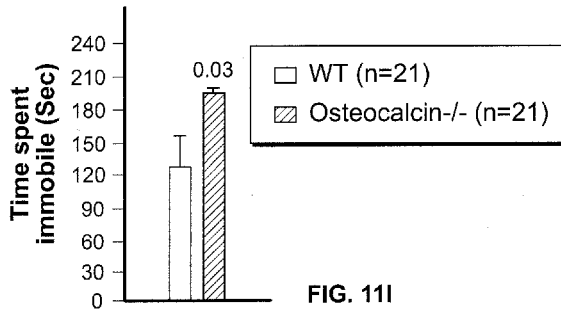 Time spent
immobile (Sec)
240
210
180
150
120
90
60
30
0
0.03
WT (n=21)
Osteocalcin-/- (n=21)
FIG. 11I